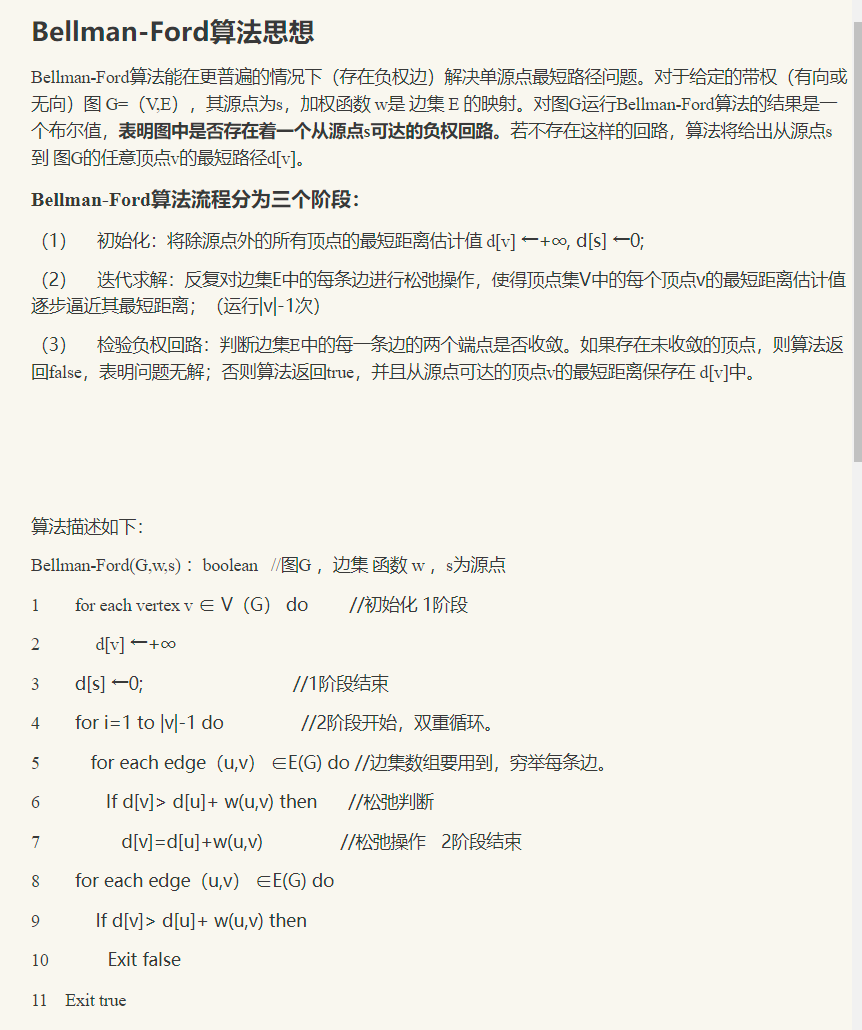 Bellman-Ford算法思想
Bellman-Ford算法能在更普遍的情况下（存在负权边）解决单源点最短路径问题。对于给定的带权（有向或
无向）图 G=（V,E），其源点为s，加权函数 w是 边集 E 的映射。对图G运行Bellman-Ford算法的结果是一
个布尔值，表明图中是否存在着一个从源点s可达的负权回路。若不存在这样的回路，算法将给出从源点s
到 图G的任意顶点v的最短路径d[v]。
Bellman-Ford算法流程分为三个阶段：
（1） 初始化：将除源点外的所有顶点的最短距离估计值 d[v] ←+∞, d[s] ←0;
（2） 迭代求解：反复对边集E中的每条边进行松弛操作，使得顶点集V中的每个顶点v的最短距离估计值
逐步逼近其最短距离；（运行|v|-1次）
（3） 检验负权回路：判断边集E中的每一条边的两个端点是否收敛。如果存在未收敛的顶点，则算法返
回false，表明问题无解；否则算法返回true，并且从源点可达的顶点v的最短距离保存在 d[v]中。
算法描述如下：
Bellman-Ford(G,w,s) ：boolean //图G ，边集 函数 w ，s为源点
1 for each vertex v ∈ V（G） do //初始化 1阶段
2 d[v] ←+∞
3 d[s] ←0; //1阶段结束
4 for i=1 to |v|-1 do //2阶段开始，双重循环。
5 for each edge（u,v） ∈E(G) do //边集数组要用到，穷举每条边。
6 If d[v]> d[u]+ w(u,v) then //松弛判断
7 d[v]=d[u]+w(u,v) //松弛操作 2阶段结束
8 for each edge（u,v） ∈E(G) do
9 If d[v]> d[u]+ w(u,v) then
10 Exit false
11 Exit true